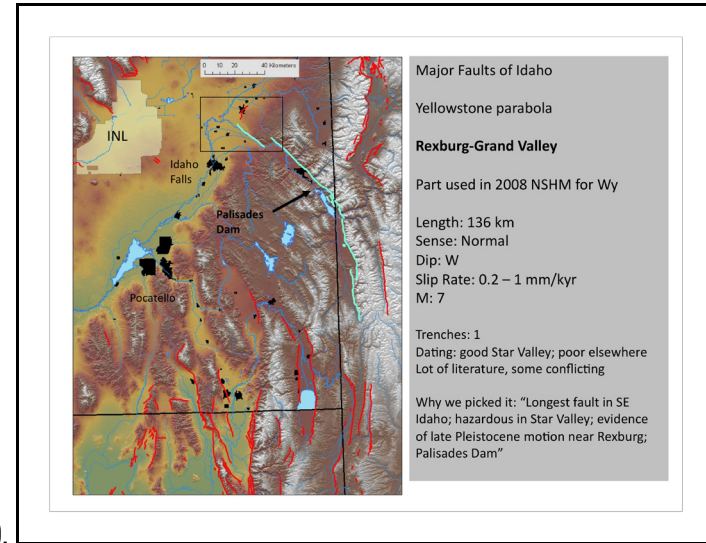 0 10 20 40 Kilometers
INL
Idaho
Falls
Palisades
Dam
Pocatello
Major Faults of Idaho
Yellowstone parabola
Rexburg-Grand Valley
Part used in 2008 NSHM for Wy
Length: 136 km
Sense: Normal
Dip: W
Slip Rate: 0.2 – 1 mm/kyr
M: 7
Trenches: 1
Dating: good Star Valley; poor elsewhere
Lot of literature, some conflicting
Why we picked it: “Longest fault in SE
Idaho; hazardous in Star Valley; evidence
of late Pleistocene motion near Rexburg;
Palisades Dam”